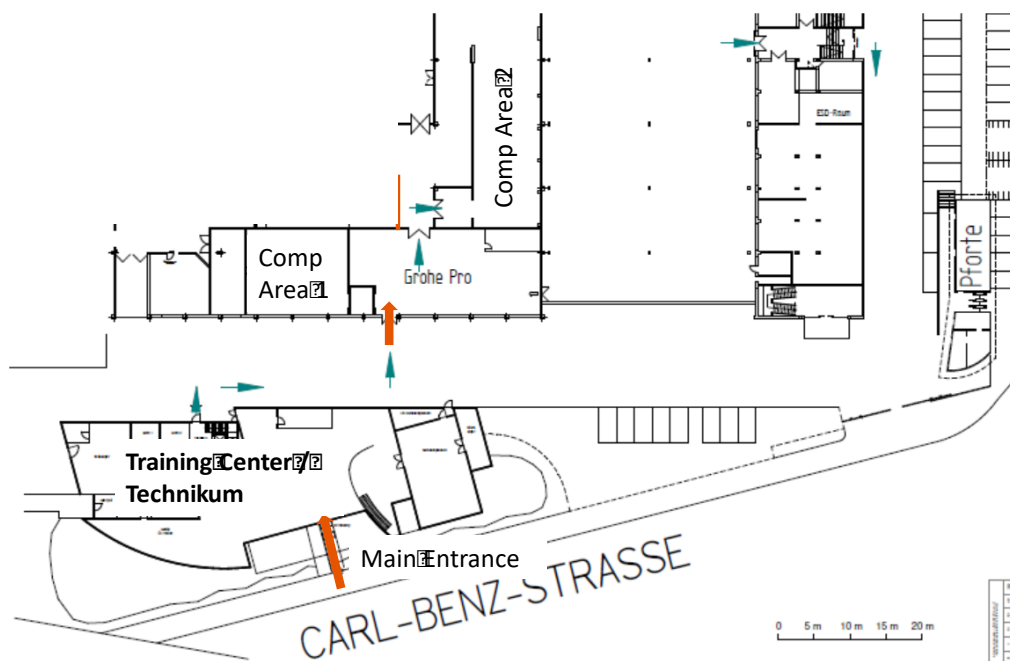 Comp Area 2
ESD-Raum
Comp
Area 1
Grohe Pro
Pforte
Training Center /
Technikum
Main Entrance
CARL-BENZ-STRASSE
0 5 m 10 m 15 m 20 m